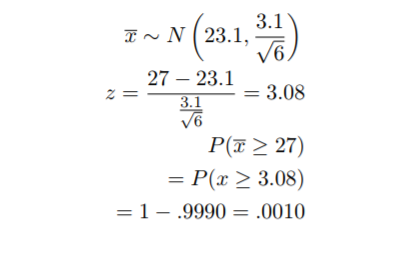 x̅ ∼ N(23.1, 3.1/√6)
z = (27 − 23.1)/(3.1/√6) = 3.08
P(x̅ ≥ 27)
= P(x ≥ 3.08)
= 1 − .9990 = .0010